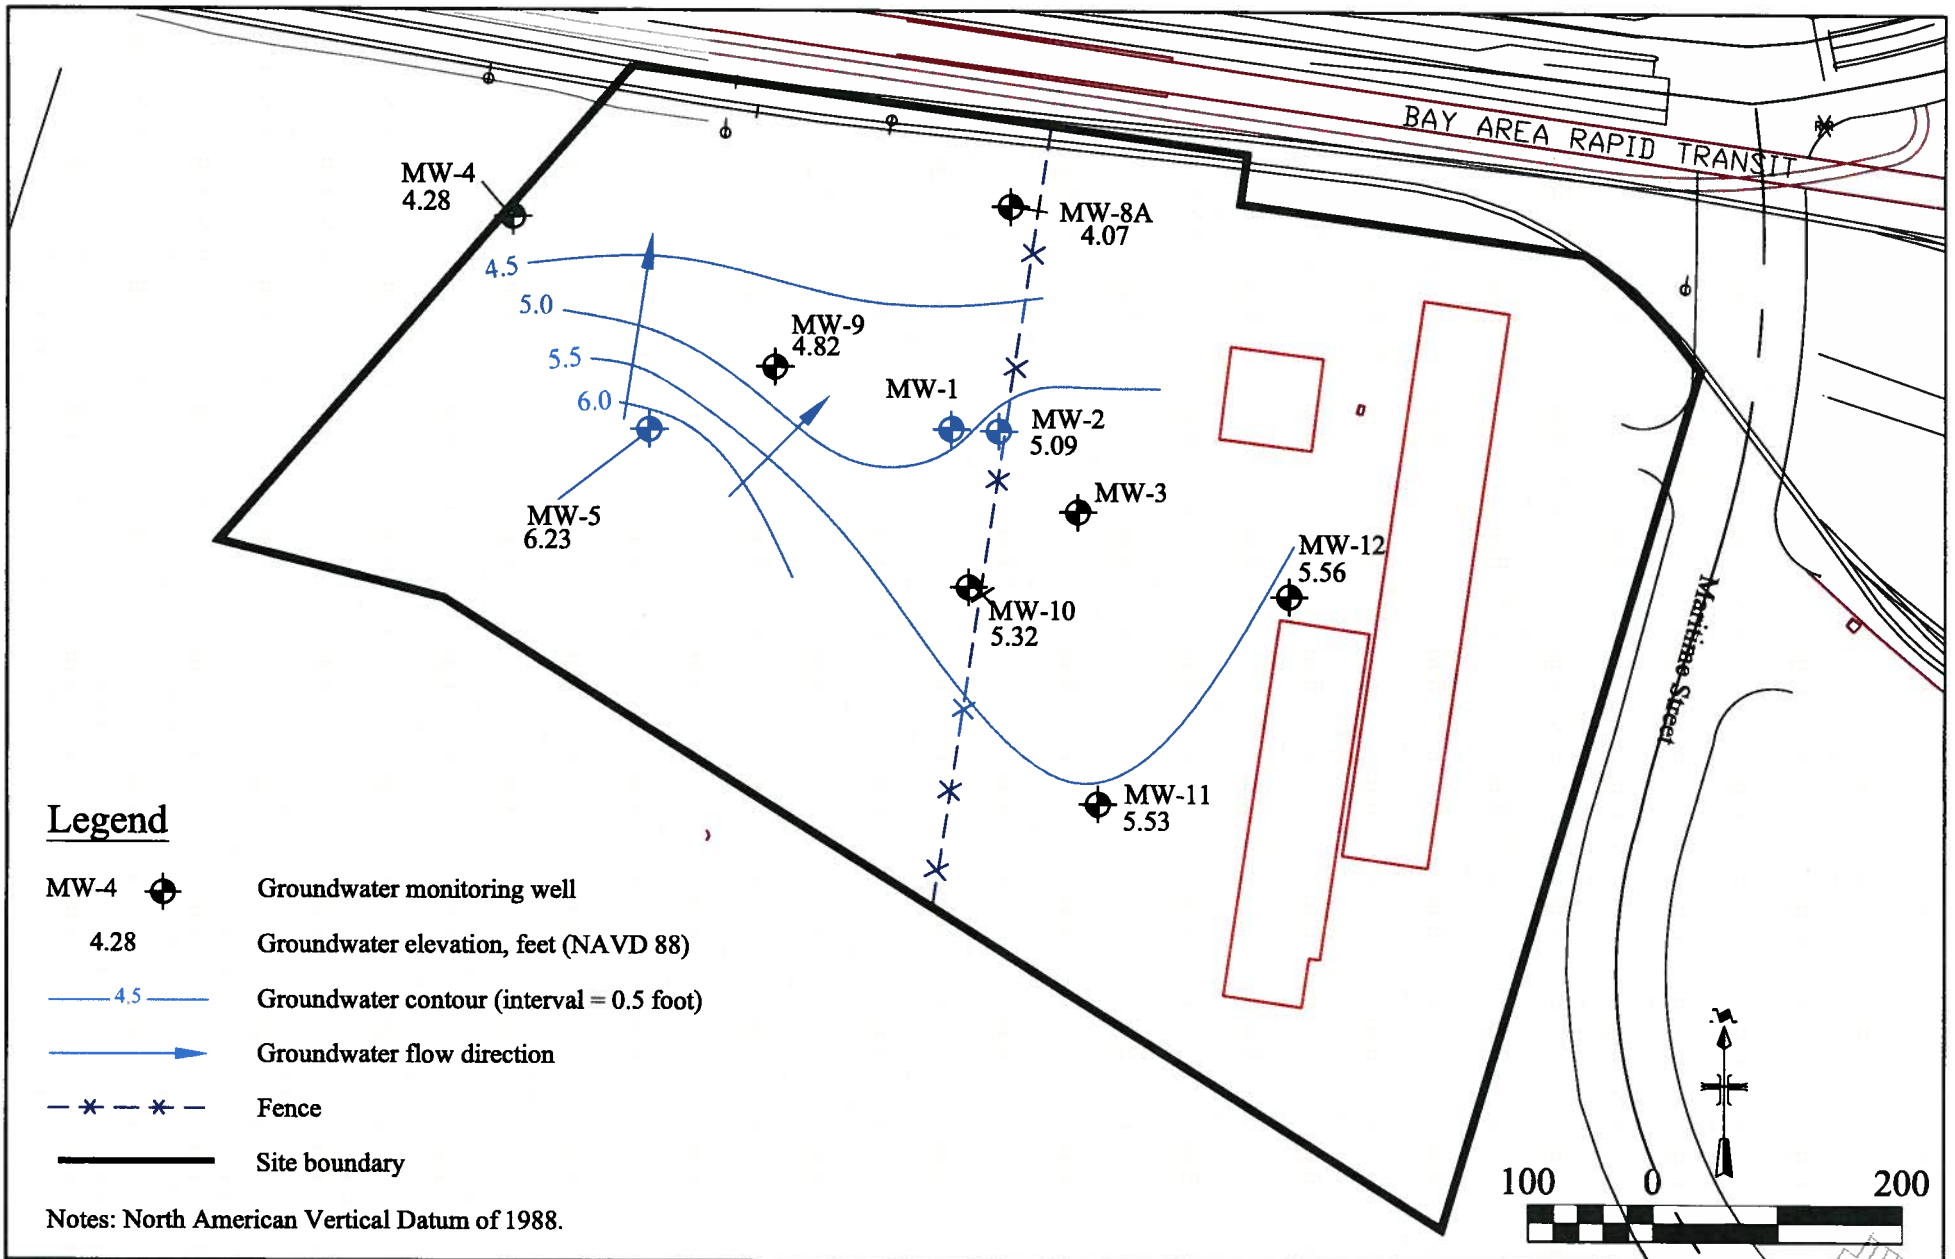 BAY AREA RAPID TRANSIT
MW-4
4.28
MW-8A
4.07
4.5
5.0
MW-9
4.82
5.5
6.0
MW-1
MW-2
5.09
MW-3
MW-5
6.23
MW-12
5.56
MW-10
5.32
MW-11
5.53
Maritime Street
Legend
MW-4 Groundwater monitoring well
4.28 Groundwater elevation, feet (NAVD 88)
4.5 Groundwater contour (interval = 0.5 foot)
Groundwater flow direction
Fence
Site boundary
Notes: North American Vertical Datum of 1988.
N
100 0 200